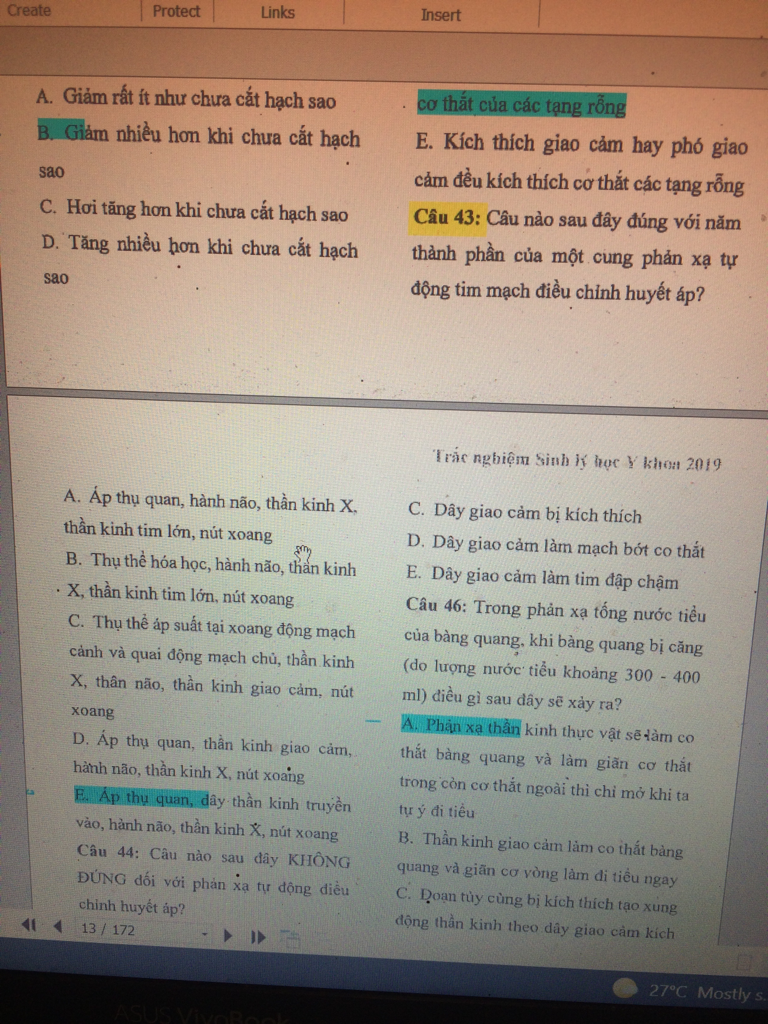 Create
Protect
Links
Insert
A. Giảm rất ít như chưa cắt hạch sao
B. Giảm nhiều hơn khi chưa cắt hạch
sao
C. Hơi tăng hơn khi chưa cắt hạch sao
D. Tăng nhiều hơn khi chưa cắt hạch
sao
cơ thắt của các tạng rỗng
E. Kích thích giao cảm hay phó giao
cảm đều kích thích cơ thắt các tạng rỗng
Câu 43: Câu nào sau đây đúng với năm
thành phần của một cung phản xạ tự
động tim mạch điều chỉnh huyết áp?
Trắc nghiệm Sinh lý học Y khoa 2019
A. Áp thụ quan, hành não, thần kinh X,
thần kinh tim lớn, nút xoang
B. Thụ thể hóa học, hành não, thần kinh
X, thần kinh tim lớn, nút xoang
C. Thụ thể áp suất tại xoang động mạch
cảnh và quai động mạch chủ, thần kinh
X, thân não, thần kinh giao cảm, nút
xoang
D. Áp thụ quan, thần kinh giao cảm,
hành não, thần kinh X, nút xoang
E. Áp thụ quan, dây thần kinh truyền
vào, hành não, thần kinh X, nút xoang
Câu 44: Câu nào sau đây KHÔNG
ĐÚNG đối với phản xạ tự động điều
chỉnh huyết áp?
C. Dây giao cảm bị kích thích
D. Dây giao cảm làm mạch bớt co thắt
E. Dây giao cảm làm tim đập chậm
Câu 46: Trong phản xạ tống nước tiểu
của bàng quang, khi bàng quang bị căng
(do lượng nước tiểu khoảng 300 - 400
ml) điều gì sau đây sẽ xảy ra?
A. Phản xạ thần kinh thực vật sẽ làm co
thắt bàng quang và làm giãn cơ thắt
trong còn cơ thắt ngoài thì chỉ mở khi ta
tự ý đi tiểu
B. Thần kinh giao cảm làm co thắt bàng
quang và giãn cơ vòng làm đi tiểu ngay
C. Đoạn tủy cùng bị kích thích tạo xung
động thần kinh theo dây giao cảm kích
13 / 172
27°C Mostly s...
ASUS VivoBook